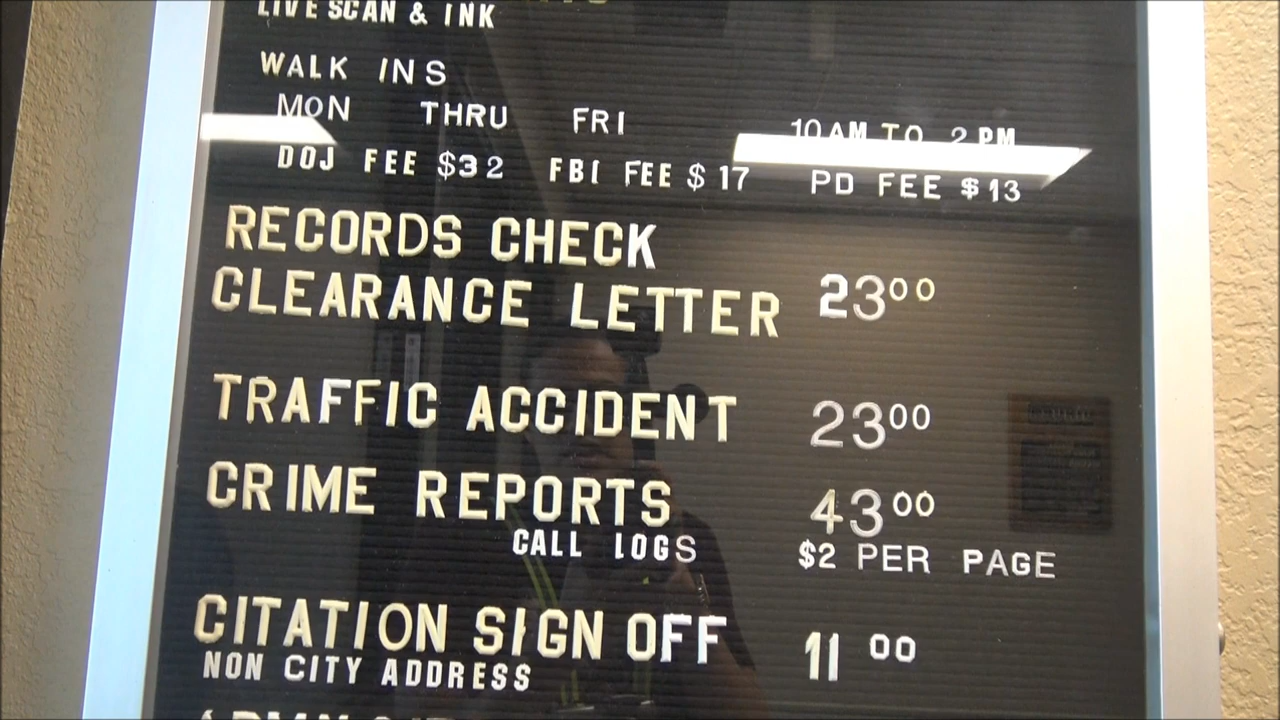 LIVE SCAN & INK
WALK INS
MON THRU FRI 10 AM TO 2 PM
DOJ FEE $32 FBI FEE $17 PD FEE $13
RECORDS CHECK
CLEARANCE LETTER 23 00
TRAFFIC ACCIDENT 23 00
CRIME REPORTS 43 00
CALL LOGS $2 PER PAGE
CITATION SIGN OFF 11 00
NON CITY ADDRESS